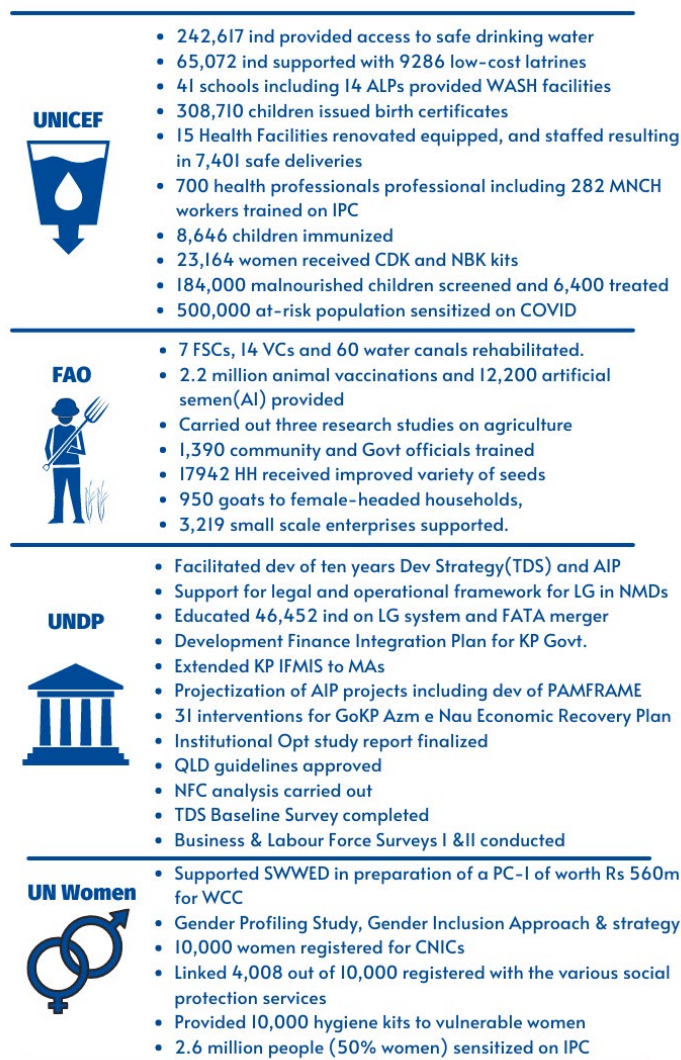 UNICEF
• 242,617 ind provided access to safe drinking water
• 65,072 ind supported with 9286 low-cost latrines
• 41 schools including 14 ALPs provided WASH facilities
• 308,710 children issued birth certificates
• 15 Health Facilities renovated equipped, and staffed resulting
in 7,401 safe deliveries
• 700 health professionals professional including 282 MNCH
workers trained on IPC
• 8,646 children immunized
• 23,164 women received CDK and NBK kits
• 184,000 malnourished children screened and 6,400 treated
• 500,000 at-risk population sensitized on COVID
FAO
• 7 FSCs, 14 VCs and 60 water canals rehabilitated.
• 2.2 million animal vaccinations and 12,200 artificial
semen(AI) provided
• Carried out three research studies on agriculture
• 1,390 community and Govt officials trained
• 17942 HH received improved variety of seeds
• 950 goats to female-headed households,
• 3,219 small scale enterprises supported.
UNDP
• Facilitated dev of ten years Dev Strategy(TDS) and AIP
• Support for legal and operational framework for LG in NMDs
• Educated 46,452 ind on LG system and FATA merger
• Development Finance Integration Plan for KP Govt.
• Extended KP IFMIS to MAs
• Projectization of AIP projects including dev of PAMFRAME
• 31 interventions for GoKP Azm e Nau Economic Recovery Plan
• Institutional Opt study report finalized
• QLD guidelines approved
• NFC analysis carried out
• TDS Baseline Survey completed
• Business & Labour Force Surveys I &II conducted
UN Women
• Supported SWWED in preparation of a PC-1 of worth Rs 560m
for WCC
• Gender Profiling Study, Gender Inclusion Approach & strategy
• 10,000 women registered for CNICs
• Linked 4,008 out of 10,000 registered with the various social
protection services
• Provided 10,000 hygiene kits to vulnerable women
• 2.6 million people (50% women) sensitized on IPC